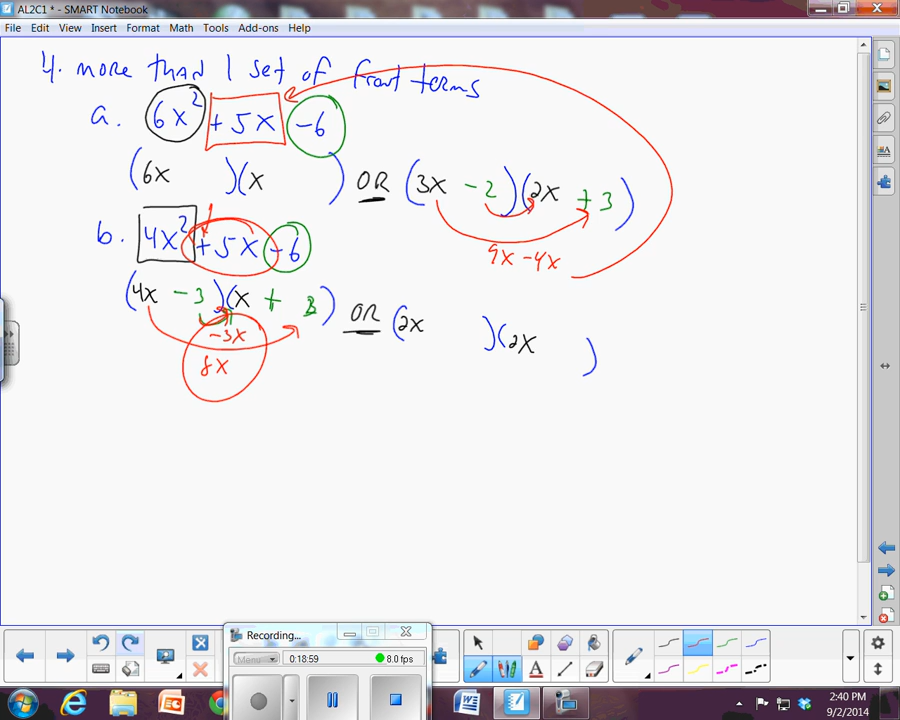 AL2C1 * - SMART Notebook
File Edit View Insert Format Math Tools Add-ons Help
4. more than 1 set of front terms
a. 6x² +5x -6
(6x )(x ) OR (3x -2)(2x +3)
9x -4x
b. 4x² +5x -6
(4x -3)(x + ) OR (2x )(2x )
-3x
8x
Recording...
Menu 0:18:59 8.0 fps
2:40 PM
9/2/2014